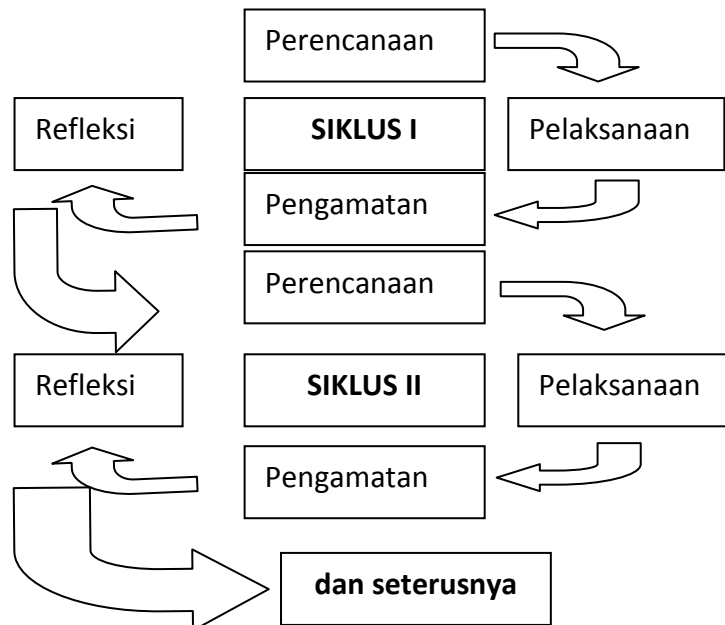 Perencanaan
Refleksi
SIKLUS I
Pelaksanaan
Pengamatan
Perencanaan
Refleksi
SIKLUS II
Pelaksanaan
Pengamatan
dan seterusnya